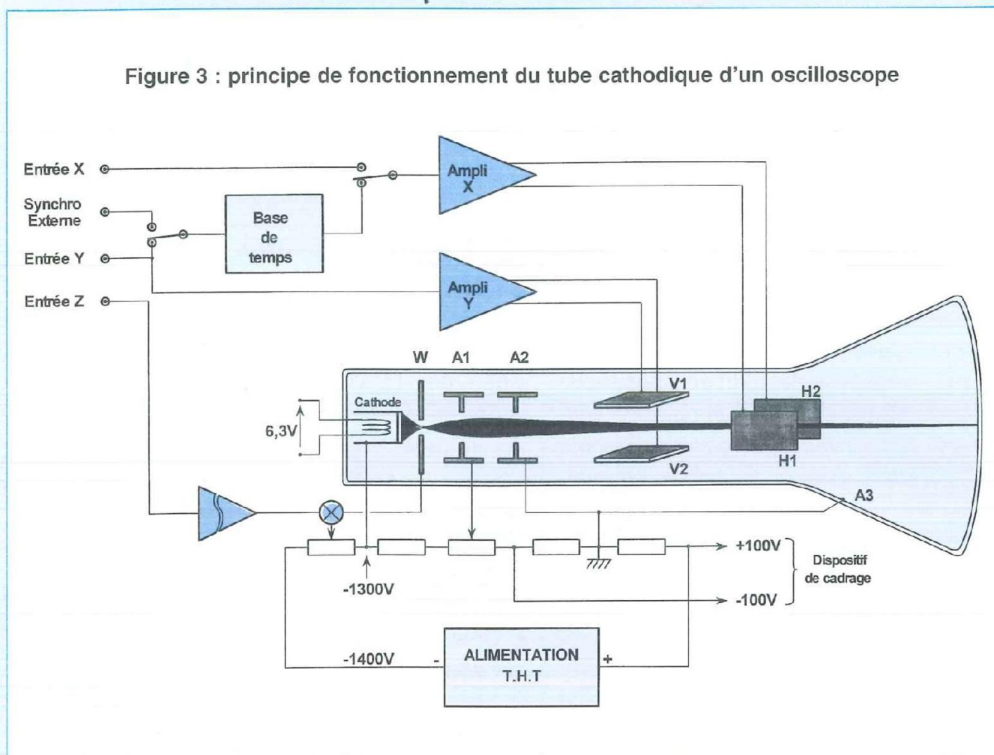 Figure 3 : principe de fonctionnement du tube cathodique d'un oscilloscope
Entrée X
Synchro
Externe
Entrée Y
Entrée Z
Base
de
temps
Ampli
X
Ampli
Y
W
A1
A2
Cathode
6,3V
V1
V2
H2
H1
A3
-1300V
+100V
-100V
Dispositif
de cadrage
-1400V
-
ALIMENTATION
T.H.T
+